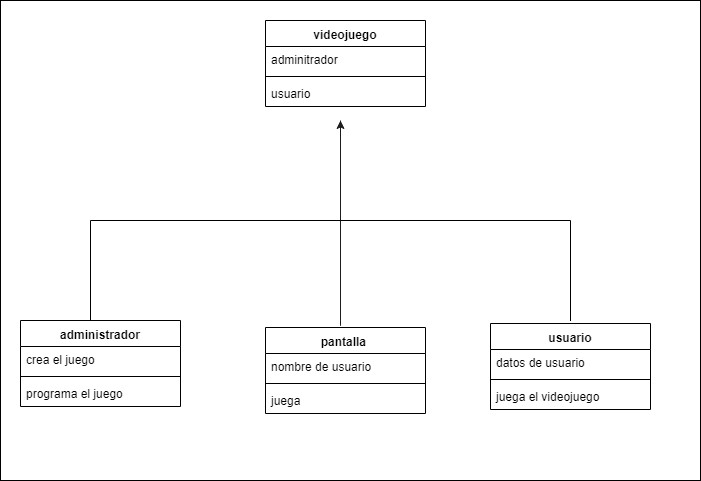 videojuego
adminitrador
usuario
administrador
crea el juego
programa el juego
pantalla
nombre de usuario
juega
usuario
datos de usuario
juega el videojuego